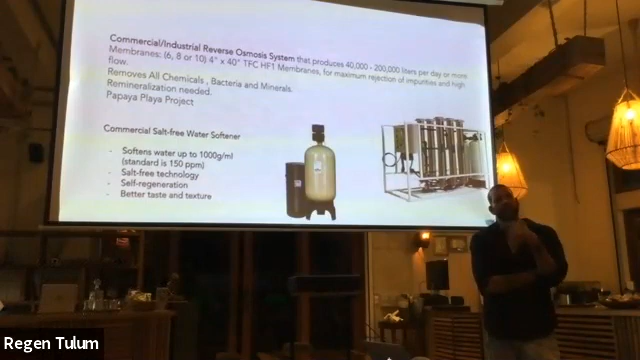 Commercial/Industrial Reverse Osmosis System that produces 40,000 - 200,000 liters per day or more
Membranes: (6, 8 or 10) 4" x 40" TFC HF1 Membranes, for maximum rejection of impurities and high
flow.
Removes All Chemicals , Bacteria and Minerals.
Remineralization needed.
Papaya Playa Project
Commercial Salt-free Water Softener
- Softens water up to 1000g/ml
(standard is 150 ppm)
- Salt-free technology
- Self-regeneration
- Better taste and texture
Regen Tulum